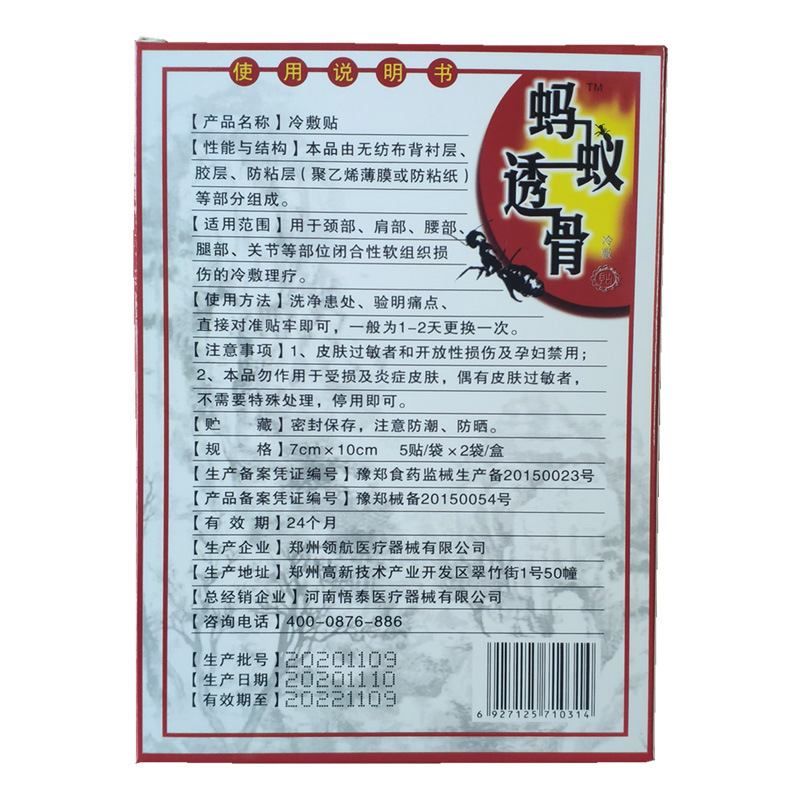 使用说明书
蚂蚁透骨
TM
冷敷贴
【产品名称】冷敷贴
【性能与结构】本品由无纺布背衬层、
胶层、防粘层（聚乙烯薄膜或防粘纸）
等部分组成。
【适用范围】用于颈部、肩部、腰部、
腿部、关节等部位闭合性软组织损
伤的冷敷理疗。
【使用方法】洗净患处、验明痛点、
直接对准贴牢即可，一般为1-2天更换一次。
【注意事项】1、皮肤过敏者和开放性损伤及孕妇禁用；
2、本品勿作用于受损及炎症皮肤，偶有皮肤过敏者，
不需要特殊处理，停用即可。
【贮 藏】密封保存，注意防潮、防晒。
【规 格】7cm×10cm 5贴/袋×2袋/盒
【生产备案凭证编号】豫郑食药监械生产备20150023号
【产品备案凭证编号】豫郑械备20150054号
【有 效 期】24个月
【生产企业】郑州领航医疗器械有限公司
【生产地址】郑州高新技术产业开发区翠竹街1号50幢
【总经销企业】河南悟泰医疗器械有限公司
【咨询电话】400-0876-886
【生产批号】20201109
【生产日期】20201110
【有效期至】20221109
6 927125 710314